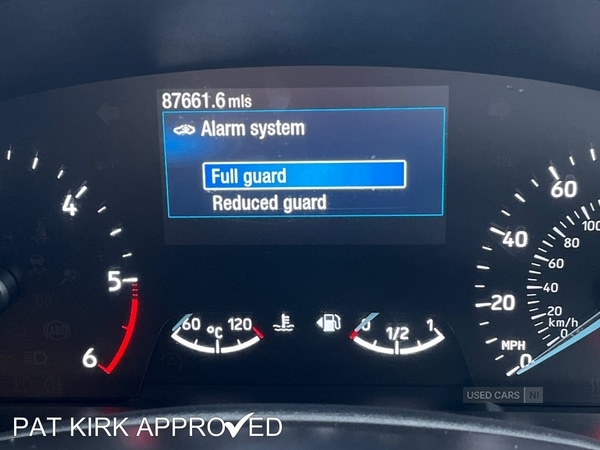 87661.6 mls
Alarm system
Full guard
Reduced guard
4
5
6
60 °C 120
0 1/2 1
60
40
20
0
MPH
100
80
60
40
20
0
km/h
USED CARS NI
PAT KIRK APPROVED